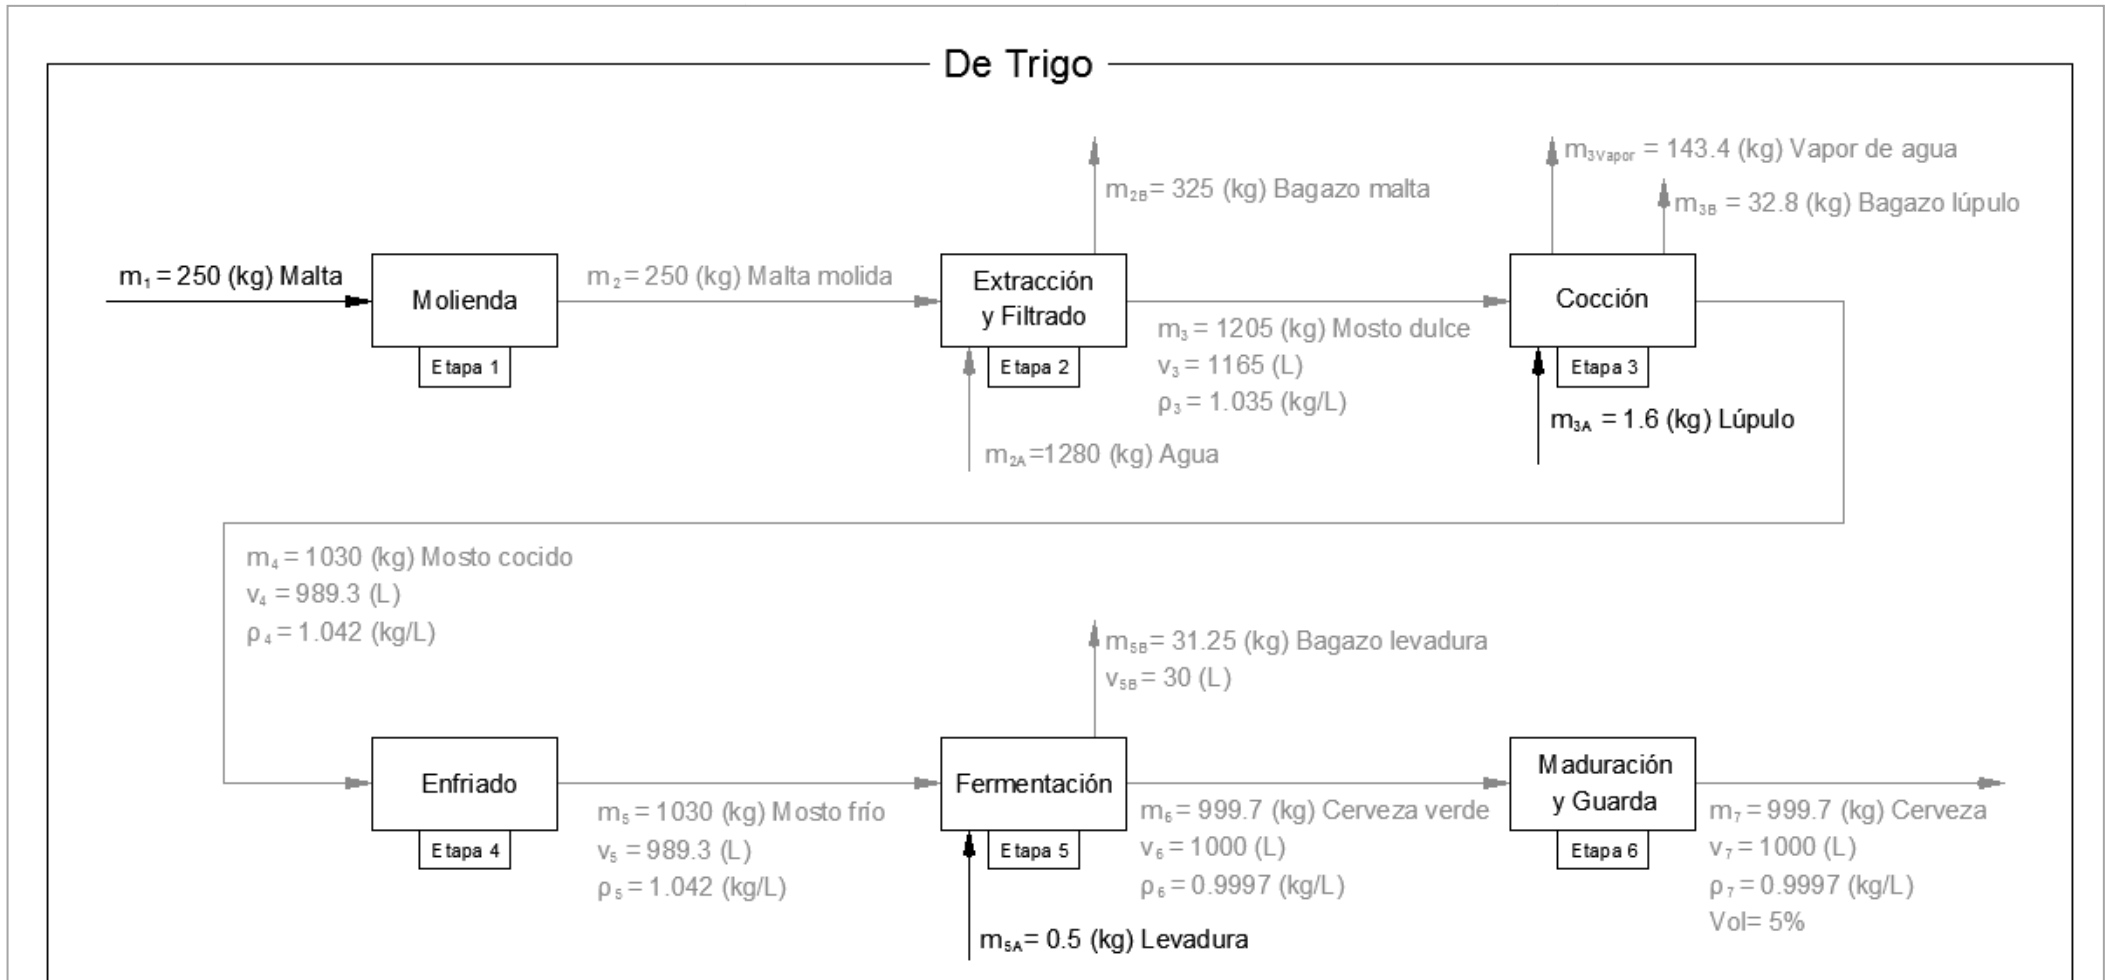 De Trigo
m₃Vapor = 143.4 (kg) Vapor de agua
m₂B= 325 (kg) Bagazo malta
m₃B = 32.8 (kg) Bagazo lúpulo
m₁ = 250 (kg) Malta
Molienda
Etapa 1
m₂= 250 (kg) Malta molida
Extracción
y Filtrado
Etapa 2
m₃ = 1205 (kg) Mosto dulce
v₃ = 1165 (L)
ρ₃ = 1.035 (kg/L)
m₂A=1280 (kg) Agua
Cocción
Etapa 3
m₃A = 1.6 (kg) Lúpulo
m₄ = 1030 (kg) Mosto cocido
v₄ = 989.3 (L)
ρ₄ = 1.042 (kg/L)
Enfriado
Etapa 4
m₅ = 1030 (kg) Mosto frío
v₅ = 989.3 (L)
ρ₅ = 1.042 (kg/L)
m₅B= 31.25 (kg) Bagazo levadura
v₅B= 30 (L)
Fermentación
Etapa 5
m₅A= 0.5 (kg) Levadura
m₆= 999.7 (kg) Cerveza verde
v₆= 1000 (L)
ρ₆= 0.9997 (kg/L)
Maduración
y Guarda
Etapa 6
m₇= 999.7 (kg) Cerveza
v₇= 1000 (L)
ρ₇= 0.9997 (kg/L)
Vol= 5%